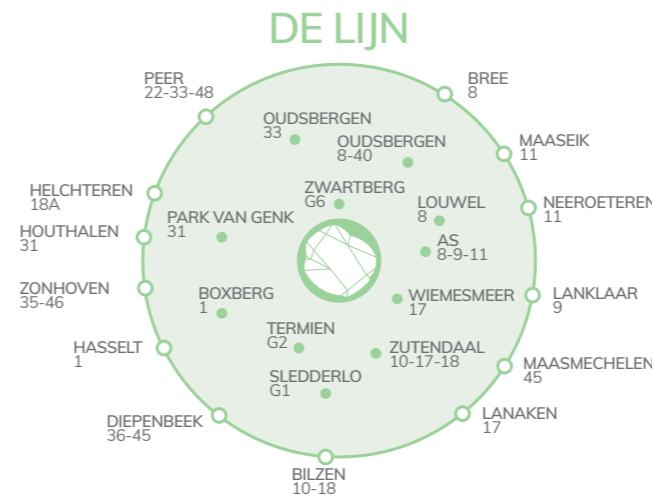 DE LIJN
PEER
22-33-48
BREE
8
OUDSBERGEN
33
OUDSBERGEN
8-40
MAASEIK
11
HELCHTEREN
18A
ZWARTBERG
G6
LOUWEL
8
NEEROETEREN
11
HOUTHALEN
31
PARK VAN GENK
31
AS
8-9-11
ZONHOVEN
35-46
BOXBERG
1
WIEMESMEER
17
LANKLAAR
9
HASSELT
1
TERMIEN
G2
ZUTENDAAL
10-17-18
MAASMECHELEN
45
SLEDDERLO
G1
DIEPENBEEK
36-45
LANAKEN
17
BILZEN
10-18